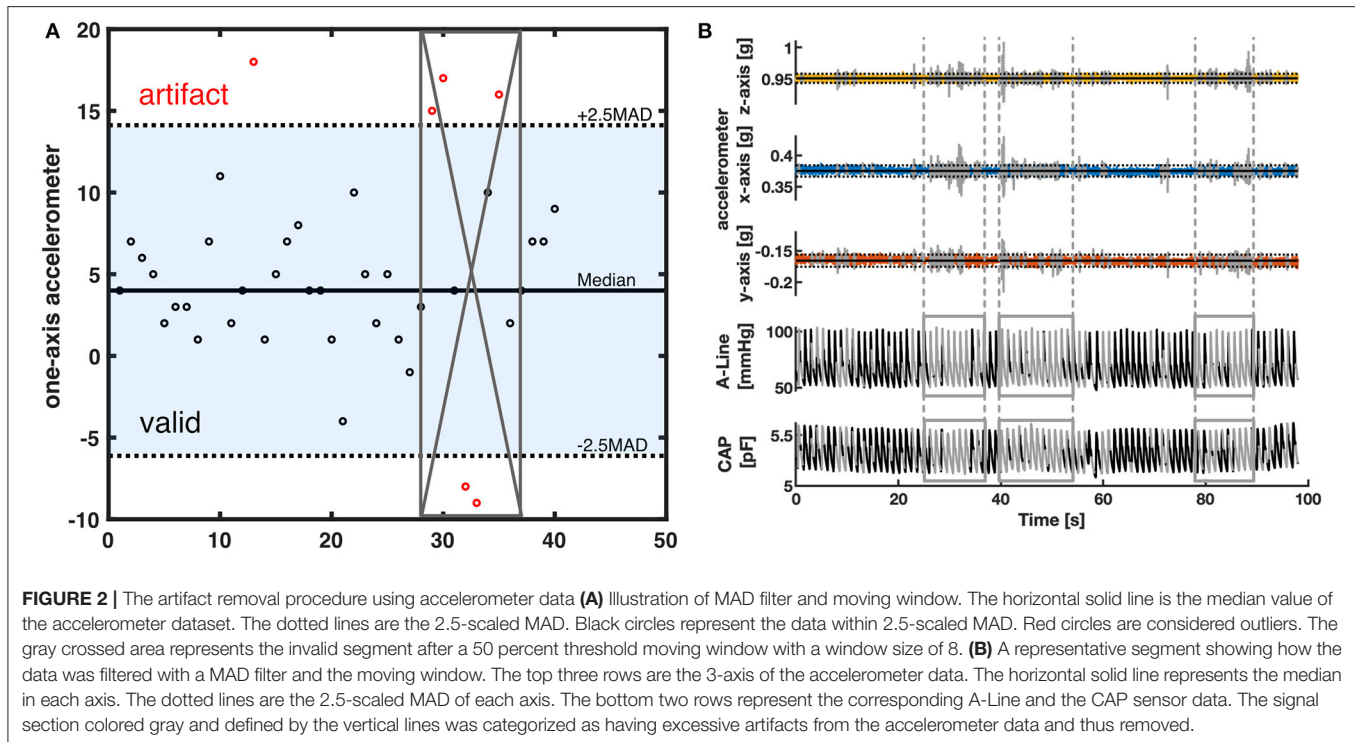 A
20
15
10
5
0
-5
-10
0
10
20
30
40
50
one-axis accelerometer
artifact
+2.5MAD
Median
valid
-2.5MAD
B
1
0.95
z-axis [g]
0.4
0.35
x-axis [g]
accelerometer
-0.15
-0.2
y-axis [g]
100
50
A-Line
[mmHg]
5.5
5
CAP
[pF]
0
20
40
60
80
100
Time [s]
FIGURE 2 | The artifact removal procedure using accelerometer data (A) Illustration of MAD filter and moving window. The horizontal solid line is the median value of
the accelerometer dataset. The dotted lines are the 2.5-scaled MAD. Black circles represent the data within 2.5-scaled MAD. Red circles are considered outliers. The
gray crossed area represents the invalid segment after a 50 percent threshold moving window with a window size of 8. (B) A representative segment showing how the
data was filtered with a MAD filter and the moving window. The top three rows are the 3-axis of the accelerometer data. The horizontal solid line represents the median
in each axis. The dotted lines are the 2.5-scaled MAD of each axis. The bottom two rows represent the corresponding A-Line and the CAP sensor data. The signal
section colored gray and defined by the vertical lines was categorized as having excessive artifacts from the accelerometer data and thus removed.